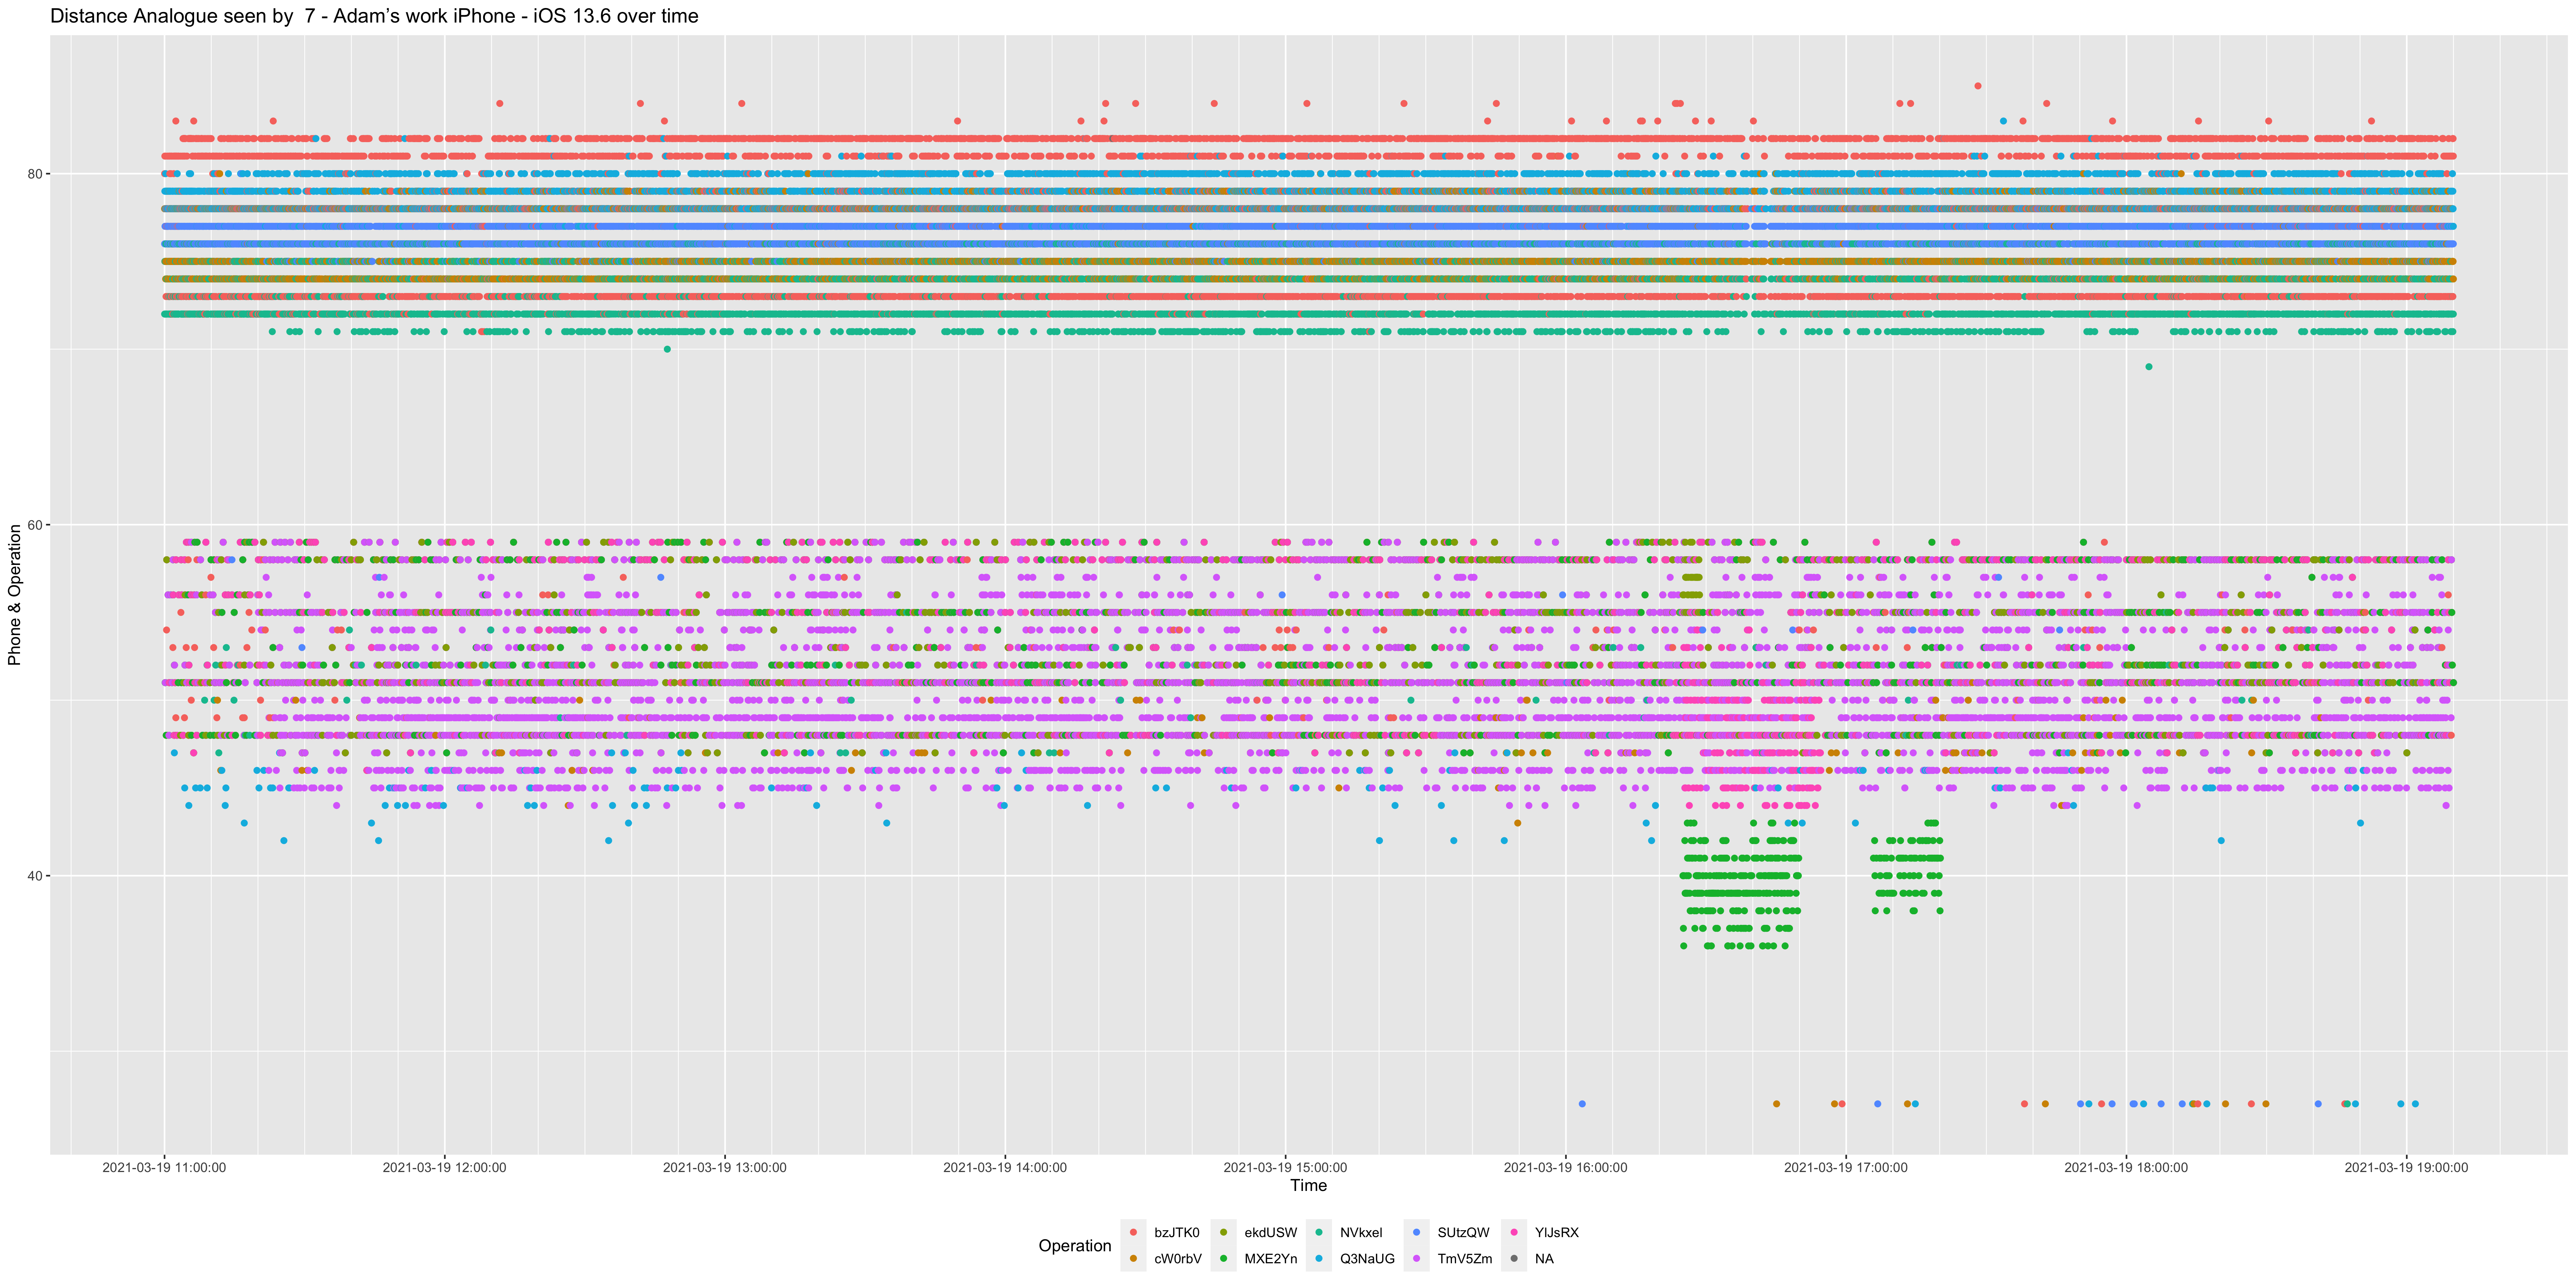 Distance Analogue seen by  7 - Adam’s work iPhone - iOS 13.6 over time
Phone & Operation
80
60
40
2021-03-19 11:00:00 2021-03-19 12:00:00 2021-03-19 13:00:00 2021-03-19 14:00:00 2021-03-19 15:00:00 2021-03-19 16:00:00 2021-03-19 17:00:00 2021-03-19 18:00:00 2021-03-19 19:00:00
Time
Operation
bzJTK0 ekdUSW NVkxeI SUtzQW YlJsRX
cW0rbV MXE2Yn Q3NaUG TmV5Zm NA